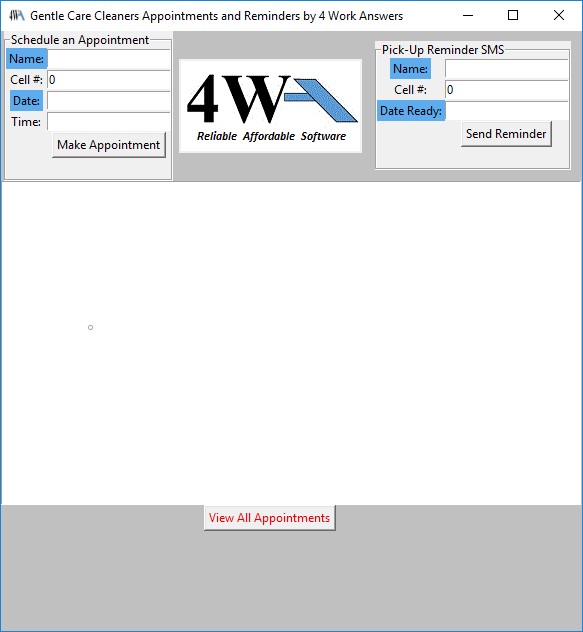 Gentle Care Cleaners Appointments and Reminders by 4 Work Answers
Schedule an Appointment
Name:
Cell #: 0
Date:
Time:
Make Appointment
4W
Reliable Affordable Software
Pick-Up Reminder SMS
Name:
Cell #: 0
Date Ready:
Send Reminder
View All Appointments